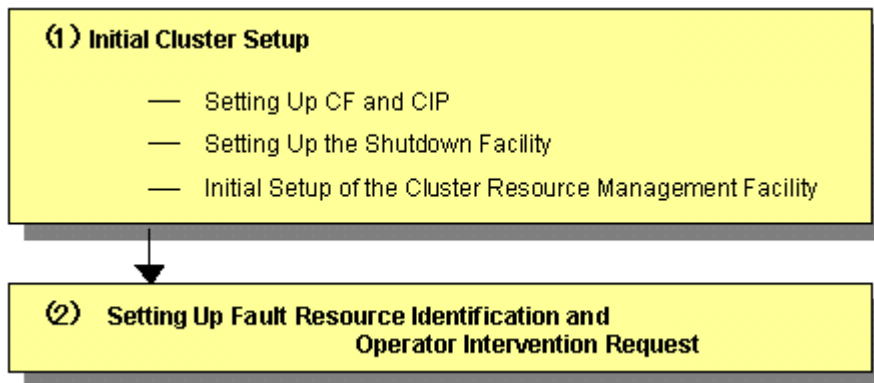 (1) Initial Cluster Setup
— Setting Up CF and CIP
— Setting Up the Shutdown Facility
— Initial Setup of the Cluster Resource Management Facility
(2) Setting Up Fault Resource Identification and
Operator Intervention Request